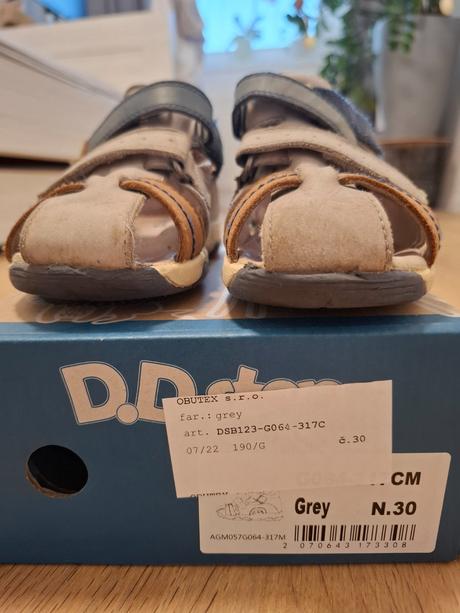 D.D.step
OBUTEX s.r.o.
far.: grey
art. DSB123-G064-317C
07/22 190/G č.30
CM
Grey N.30
AGM057G064-317M
2 070643 173308